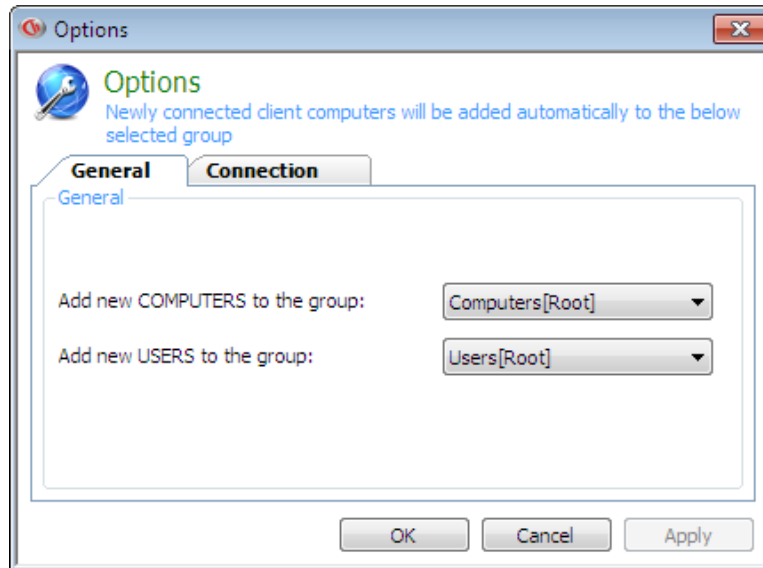 Options
Options
Newly connected client computers will be added automatically to the below
selected group
General Connection
General
Add new COMPUTERS to the group: Computers[Root]
Add new USERS to the group: Users[Root]
OK Cancel Apply